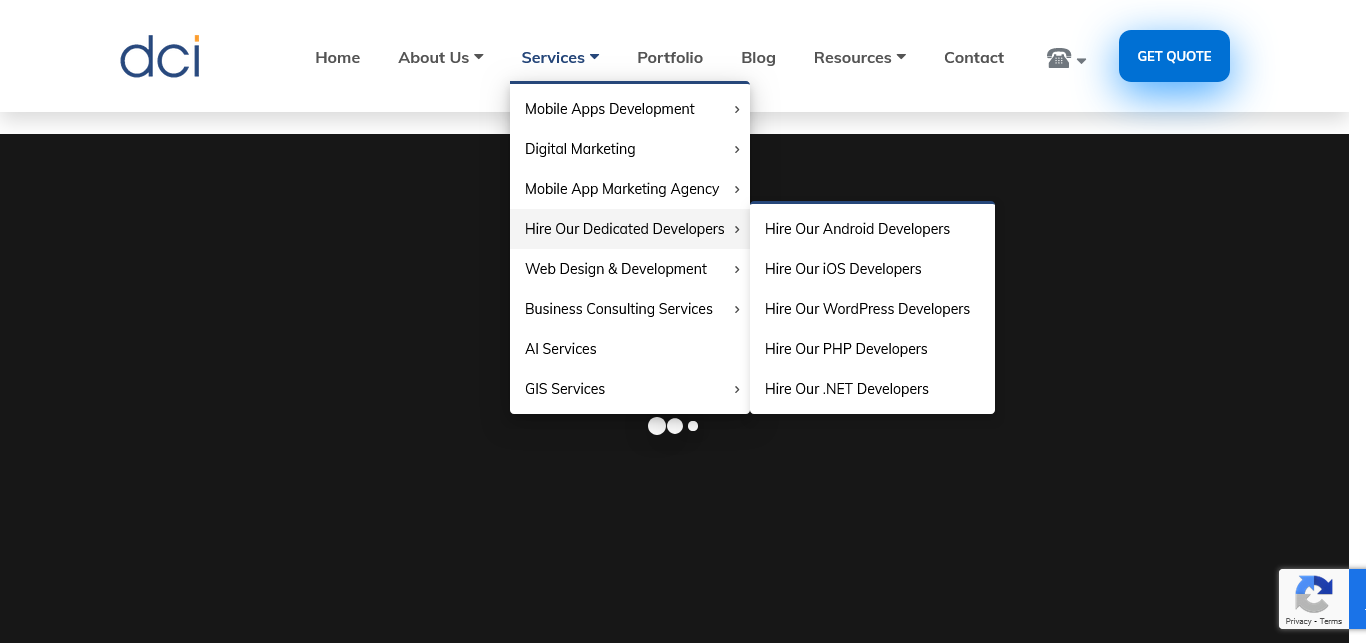 dci
Home
About Us
Services
Portfolio
Blog
Resources
Contact
GET QUOTE
Mobile Apps Development
Digital Marketing
Mobile App Marketing Agency
Hire Our Dedicated Developers
Web Design & Development
Business Consulting Services
AI Services
GIS Services
Hire Our Android Developers
Hire Our iOS Developers
Hire Our WordPress Developers
Hire Our PHP Developers
Hire Our .NET Developers
Privacy - Terms